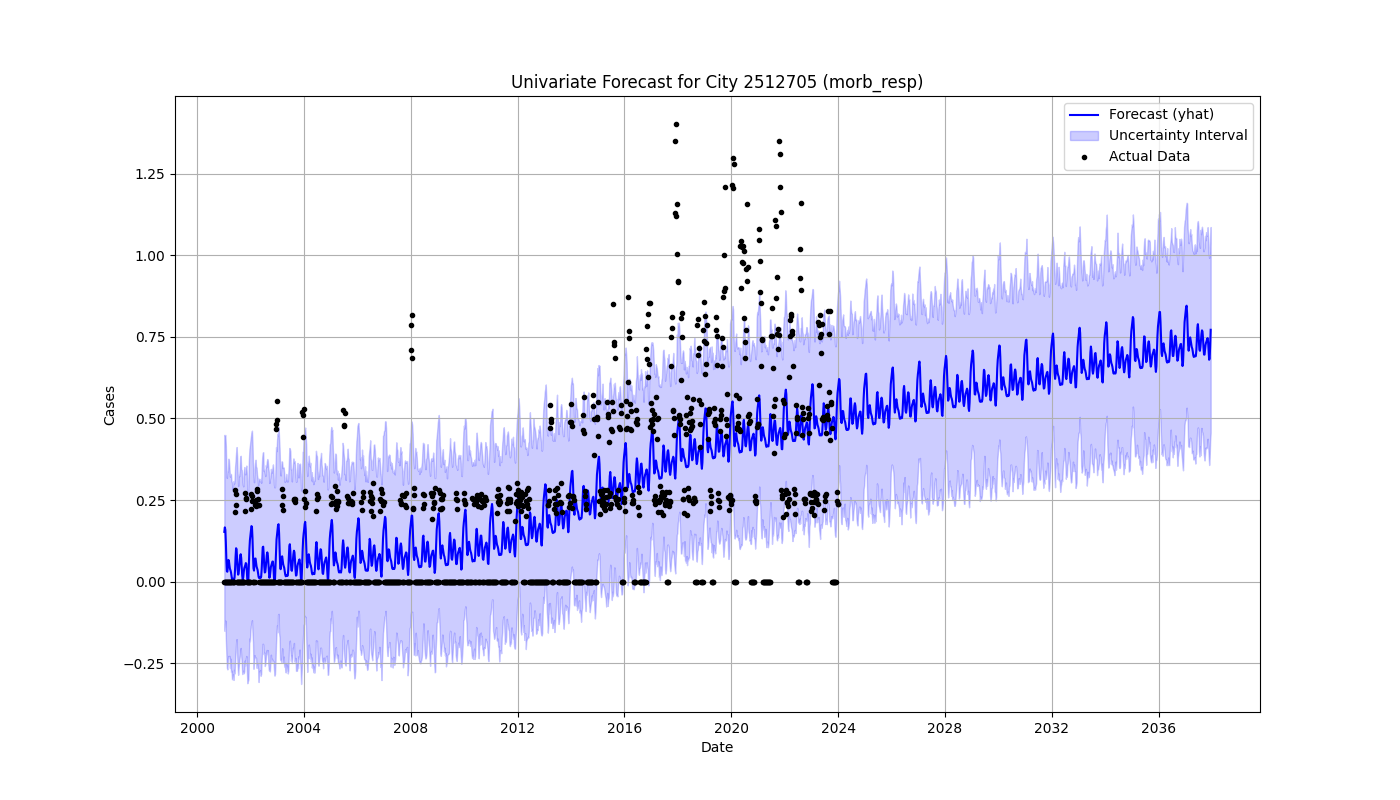 Univariate Forecast for City 2512705 (morb_resp)
Forecast (yhat)
Uncertainty Interval
Actual Data
Cases
1.25
1.00
0.75
0.50
0.25
0.00
−0.25
2000 2004 2008 2012 2016 2020 2024 2028 2032 2036
Date